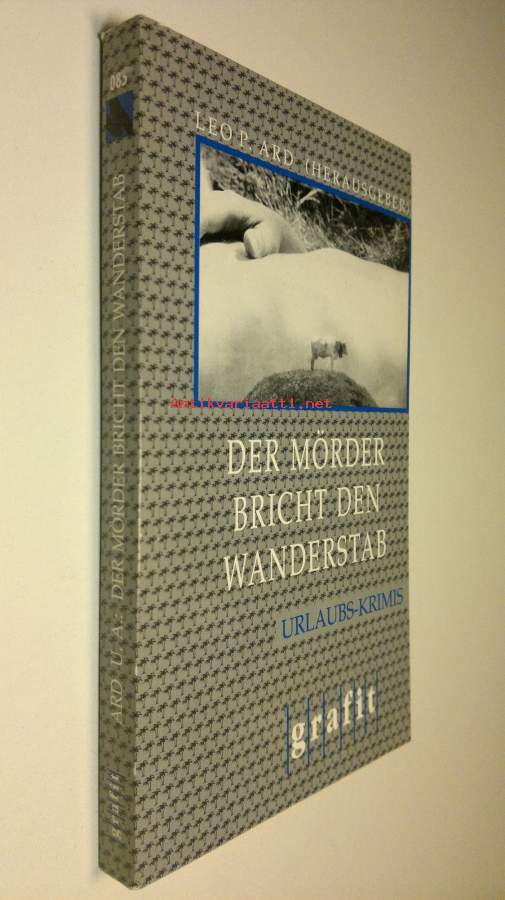 LEO P. ARD (HERAUSGEBER)
Antikvariaatti.net
DER MÖRDER
BRICHT DEN
WANDERSTAB
URLAUBS-KRIMIS
grafit
085
ARD U. A.: DER MÖRDER BRICHT DEN WANDERSTAB
grafit